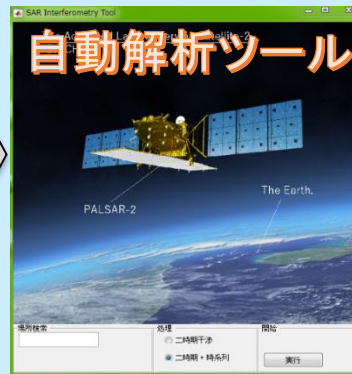 SAR Interferometry Tool
自動解析ツール
PALSAR-2
The Earth.
場所検索
処理
開始
二時期干渉
二時期+時系列
実行